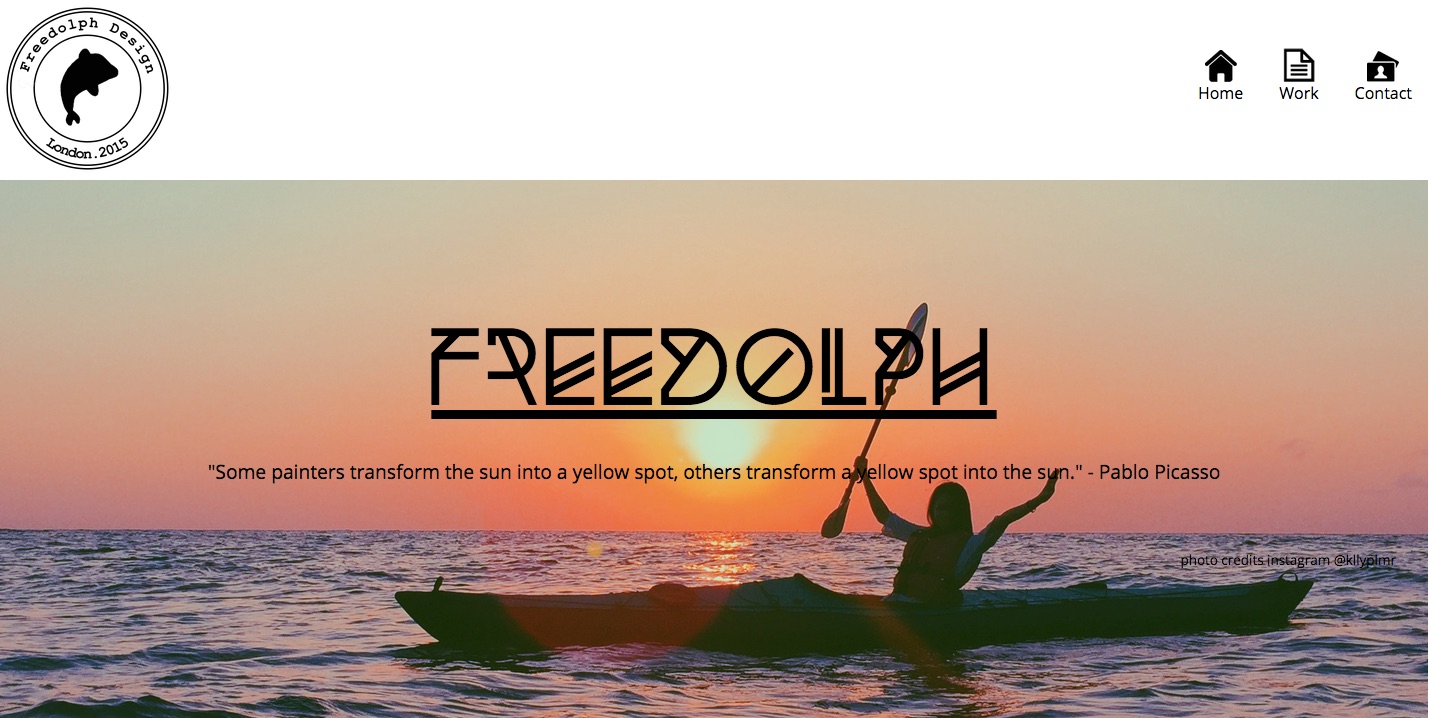 Freedolph Design
London.2015
Home
Work
Contact
FREEDOLPH
"Some painters transform the sun into a yellow spot, others transform a yellow spot into the sun." - Pablo Picasso
photo credits instagram @kllyplmr